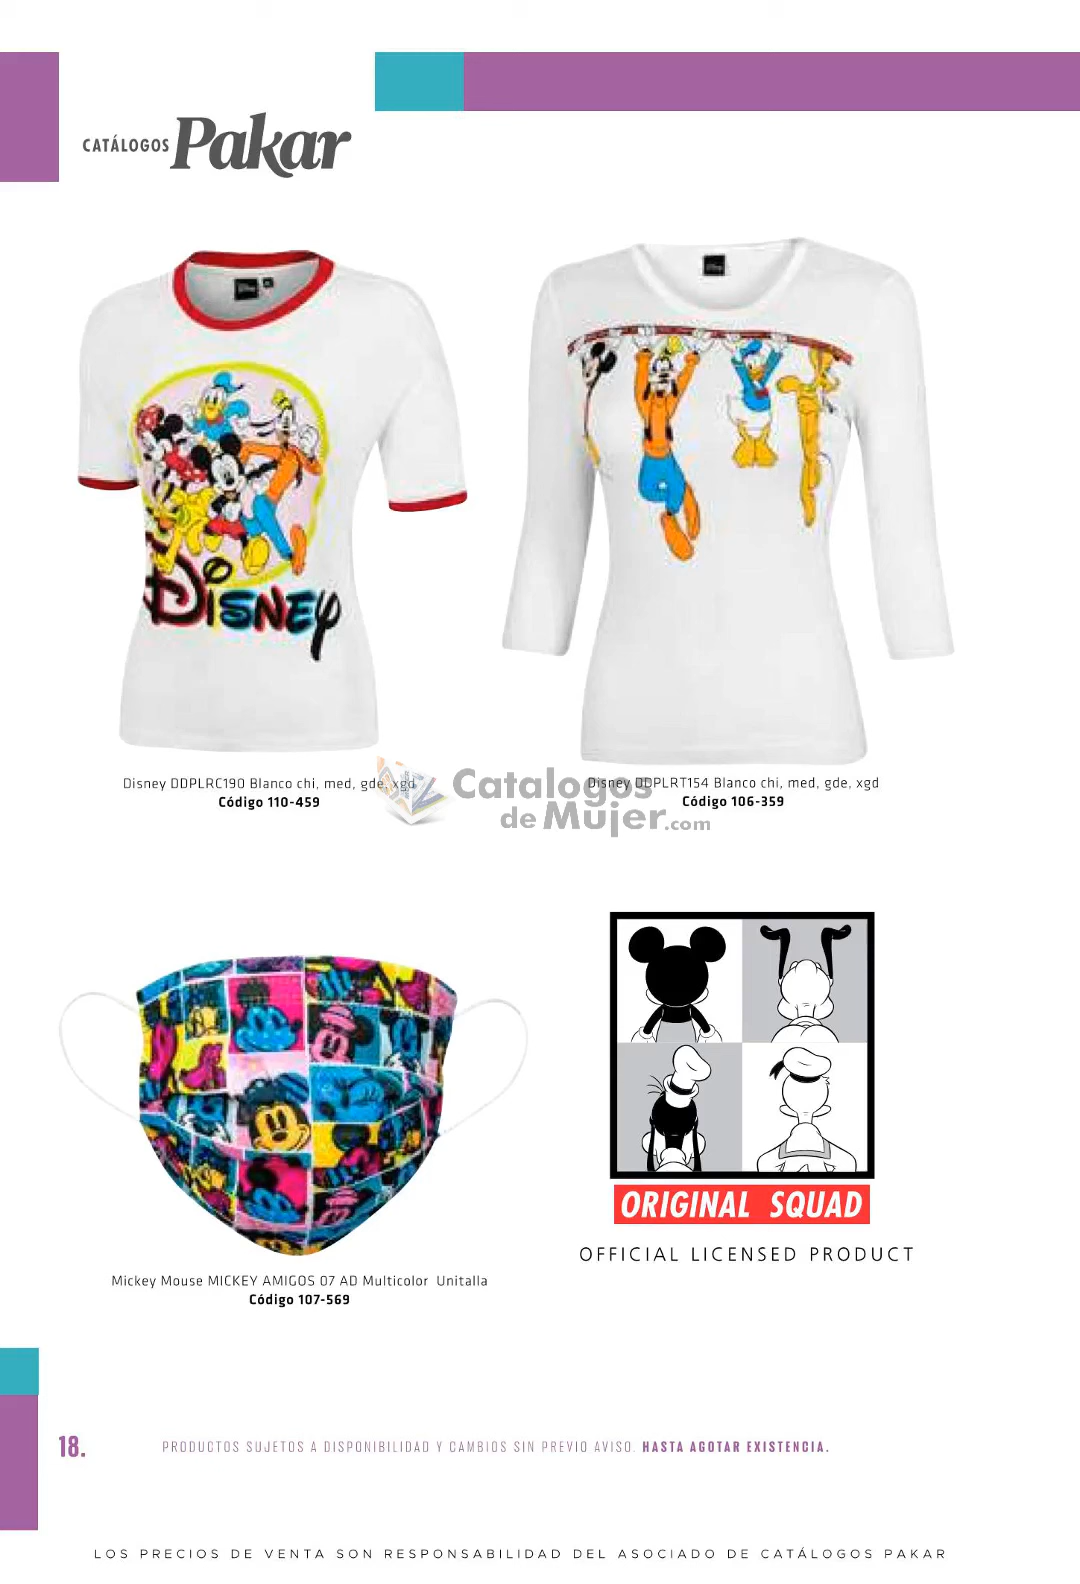 CATÁLOGOS Pakar
DISNEY
Disney DDPLRC190 Blanco chi, med, gde, xgd
Código 110-459
Disney DDPLRT154 Blanco chi, med, gde, xgd
Código 106-359
Catalogos
de Mujer.com
Mickey Mouse MICKEY AMIGOS 07 AD Multicolor Unitalla
Código 107-569
ORIGINAL SQUAD
OFFICIAL LICENSED PRODUCT
18.
PRODUCTOS SUJETOS A DISPONIBILIDAD Y CAMBIOS SIN PREVIO AVISO. HASTA AGOTAR EXISTENCIA.
LOS PRECIOS DE VENTA SON RESPONSABILIDAD DEL ASOCIADO DE CATÁLOGOS PAKAR